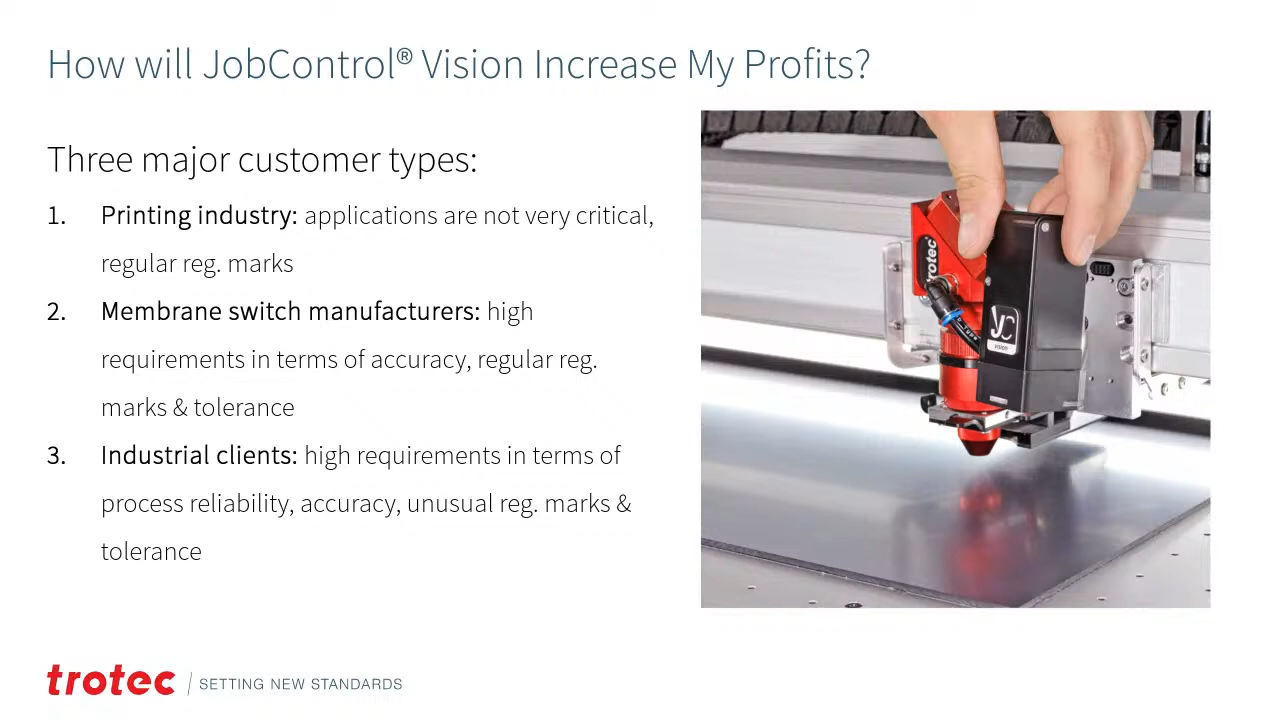 How will JobControl® Vision Increase My Profits?
Three major customer types:
1. Printing industry: applications are not very critical,
regular reg. marks
2. Membrane switch manufacturers: high
requirements in terms of accuracy, regular reg.
marks & tolerance
3. Industrial clients: high requirements in terms of
process reliability, accuracy, unusual reg. marks &
tolerance
trotec
JC
vision
trotec / SETTING NEW STANDARDS